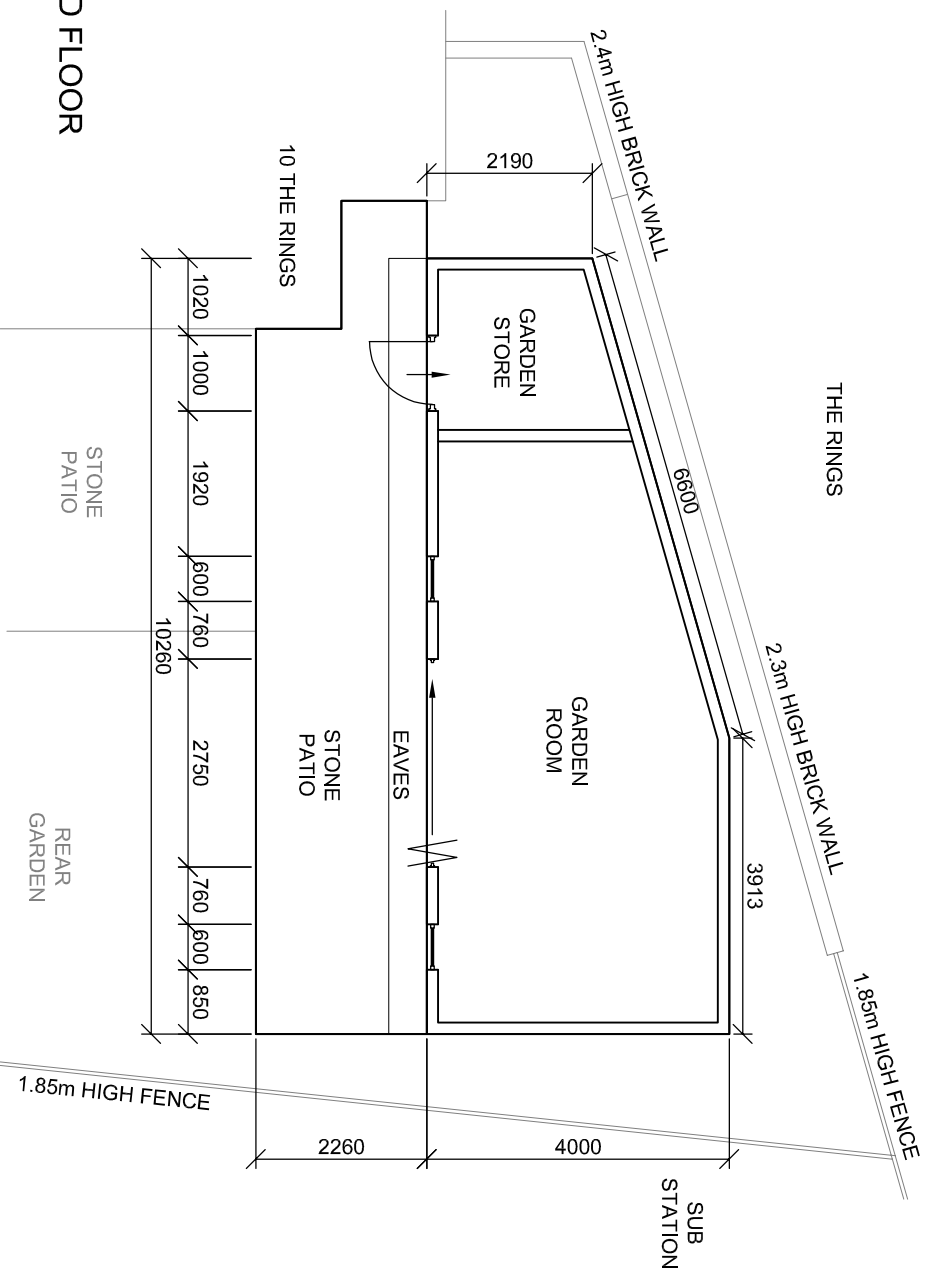 D FLOOR
2.4m HIGH BRICK WALL
2190
10 THE RINGS
THE RINGS
1020
1000
1920
600
760
2750
760
600
850
10260
GARDEN
STORE
6600
2.3m HIGH BRICK WALL
STONE
PATIO
GARDEN
ROOM
EAVES
STONE
PATIO
REAR
GARDEN
3913
1.85m HIGH FENCE
1.85m HIGH FENCE
2260
4000
SUB
STATION